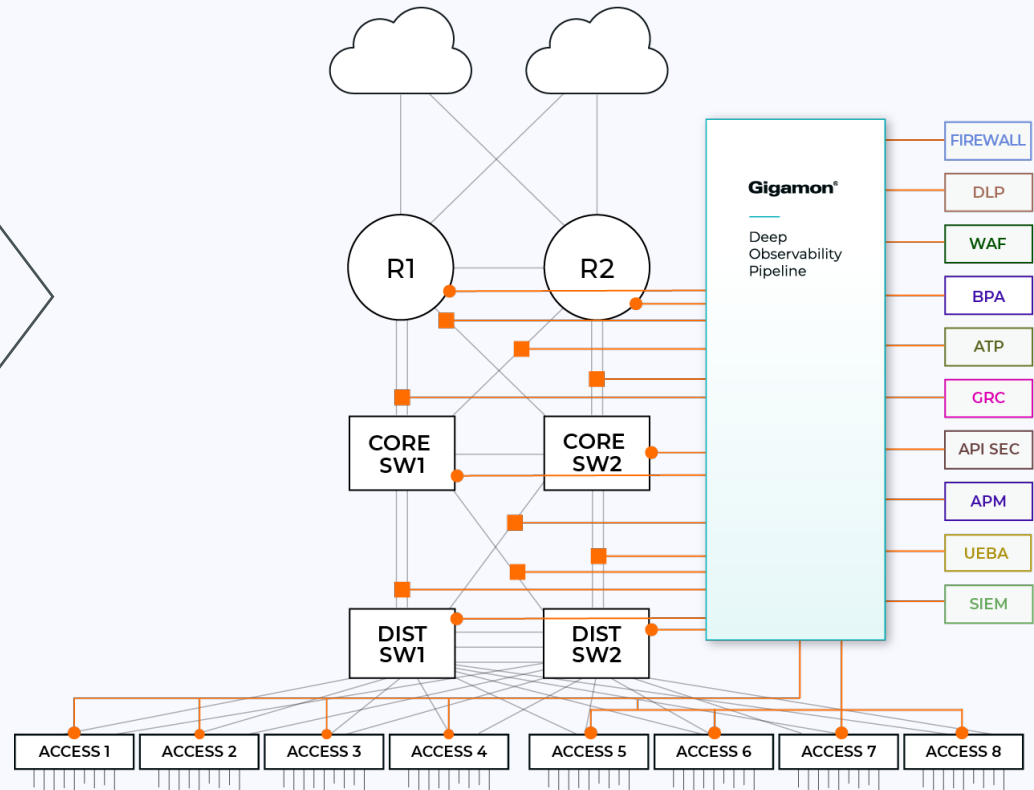 Gigamon®
Deep
Observability
Pipeline
FIREWALL
DLP
WAF
BPA
ATP
GRC
API SEC
APM
UEBA
SIEM
R1
R2
CORE
SW1
CORE
SW2
DIST
SW1
DIST
SW2
ACCESS 1
ACCESS 2
ACCESS 3
ACCESS 4
ACCESS 5
ACCESS 6
ACCESS 7
ACCESS 8